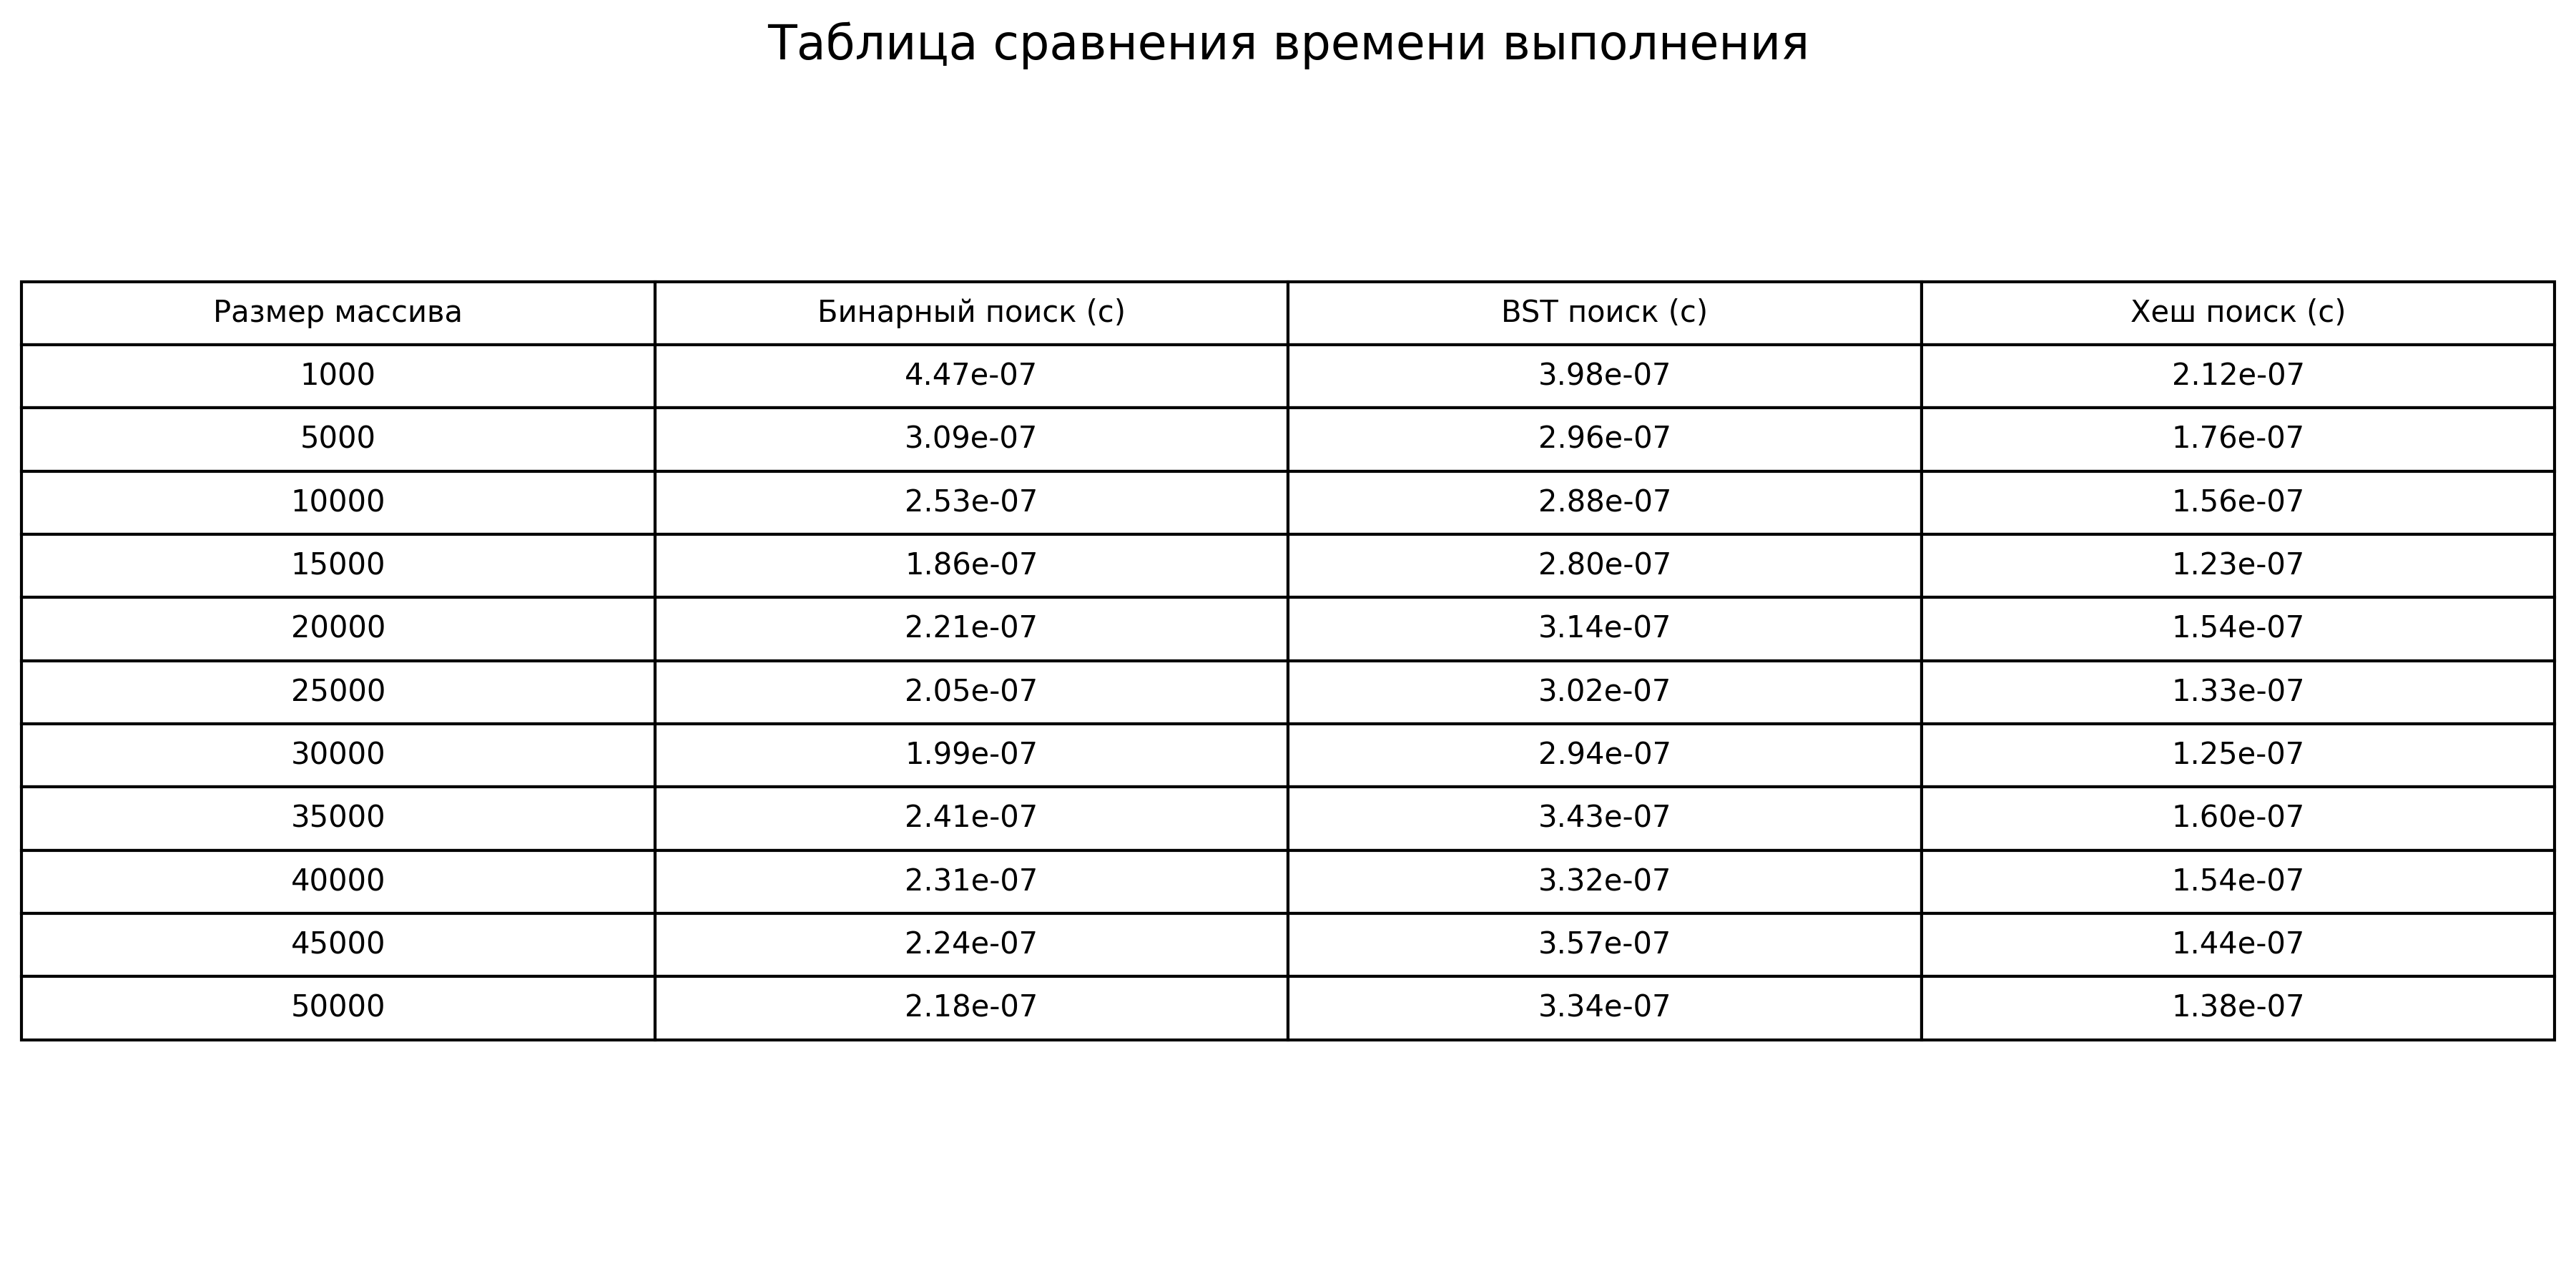 Таблица сравнения времени выполнения
Размер массива Бинарный поиск (с) BST поиск (с) Хеш поиск (с)
1000 4.47e-07 3.98e-07 2.12e-07
5000 3.09e-07 2.96e-07 1.76e-07
10000 2.53e-07 2.88e-07 1.56e-07
15000 1.86e-07 2.80e-07 1.23e-07
20000 2.21e-07 3.14e-07 1.54e-07
25000 2.05e-07 3.02e-07 1.33e-07
30000 1.99e-07 2.94e-07 1.25e-07
35000 2.41e-07 3.43e-07 1.60e-07
40000 2.31e-07 3.32e-07 1.54e-07
45000 2.24e-07 3.57e-07 1.44e-07
50000 2.18e-07 3.34e-07 1.38e-07